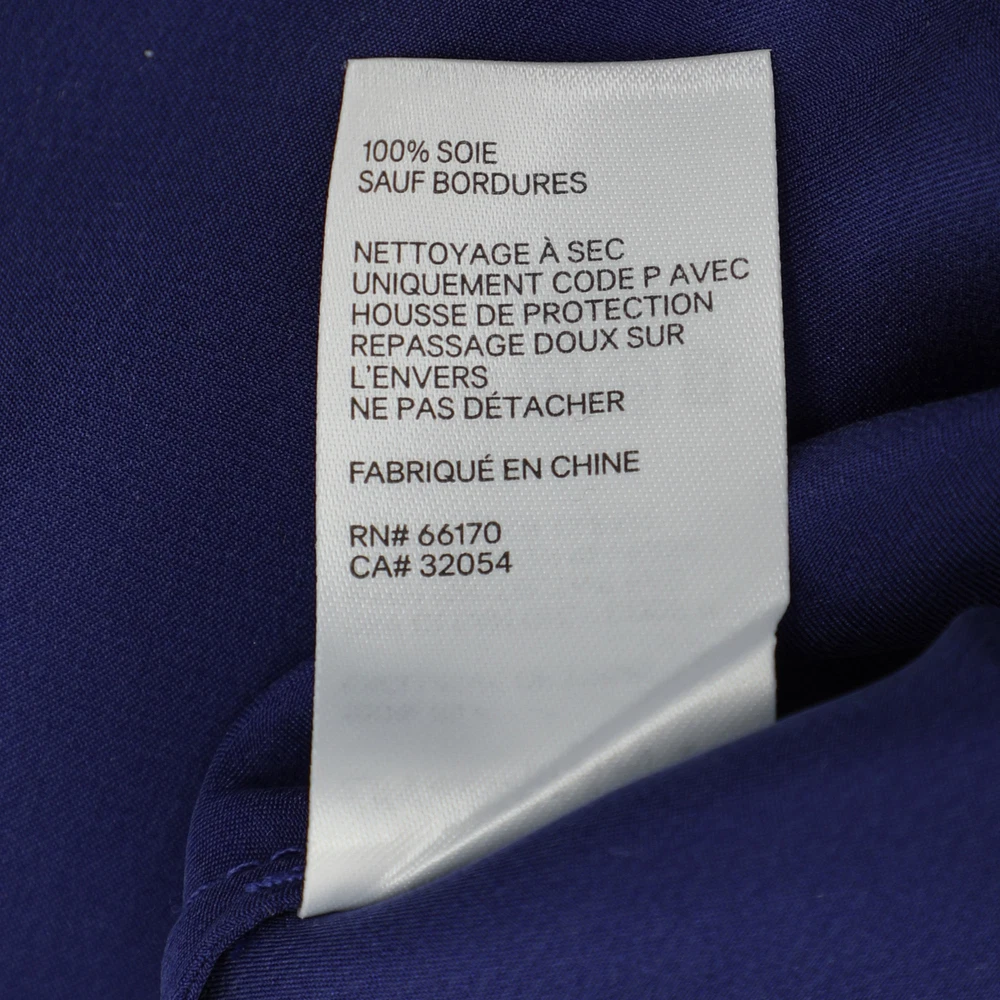 100% SOIE
SAUF BORDURES
NETTOYAGE À SEC
UNIQUEMENT CODE P AVEC
HOUSSE DE PROTECTION
REPASSAGE DOUX SUR
L'ENVERS
NE PAS DÉTACHER
FABRIQUÉ EN CHINE
RN# 66170
CA# 32054